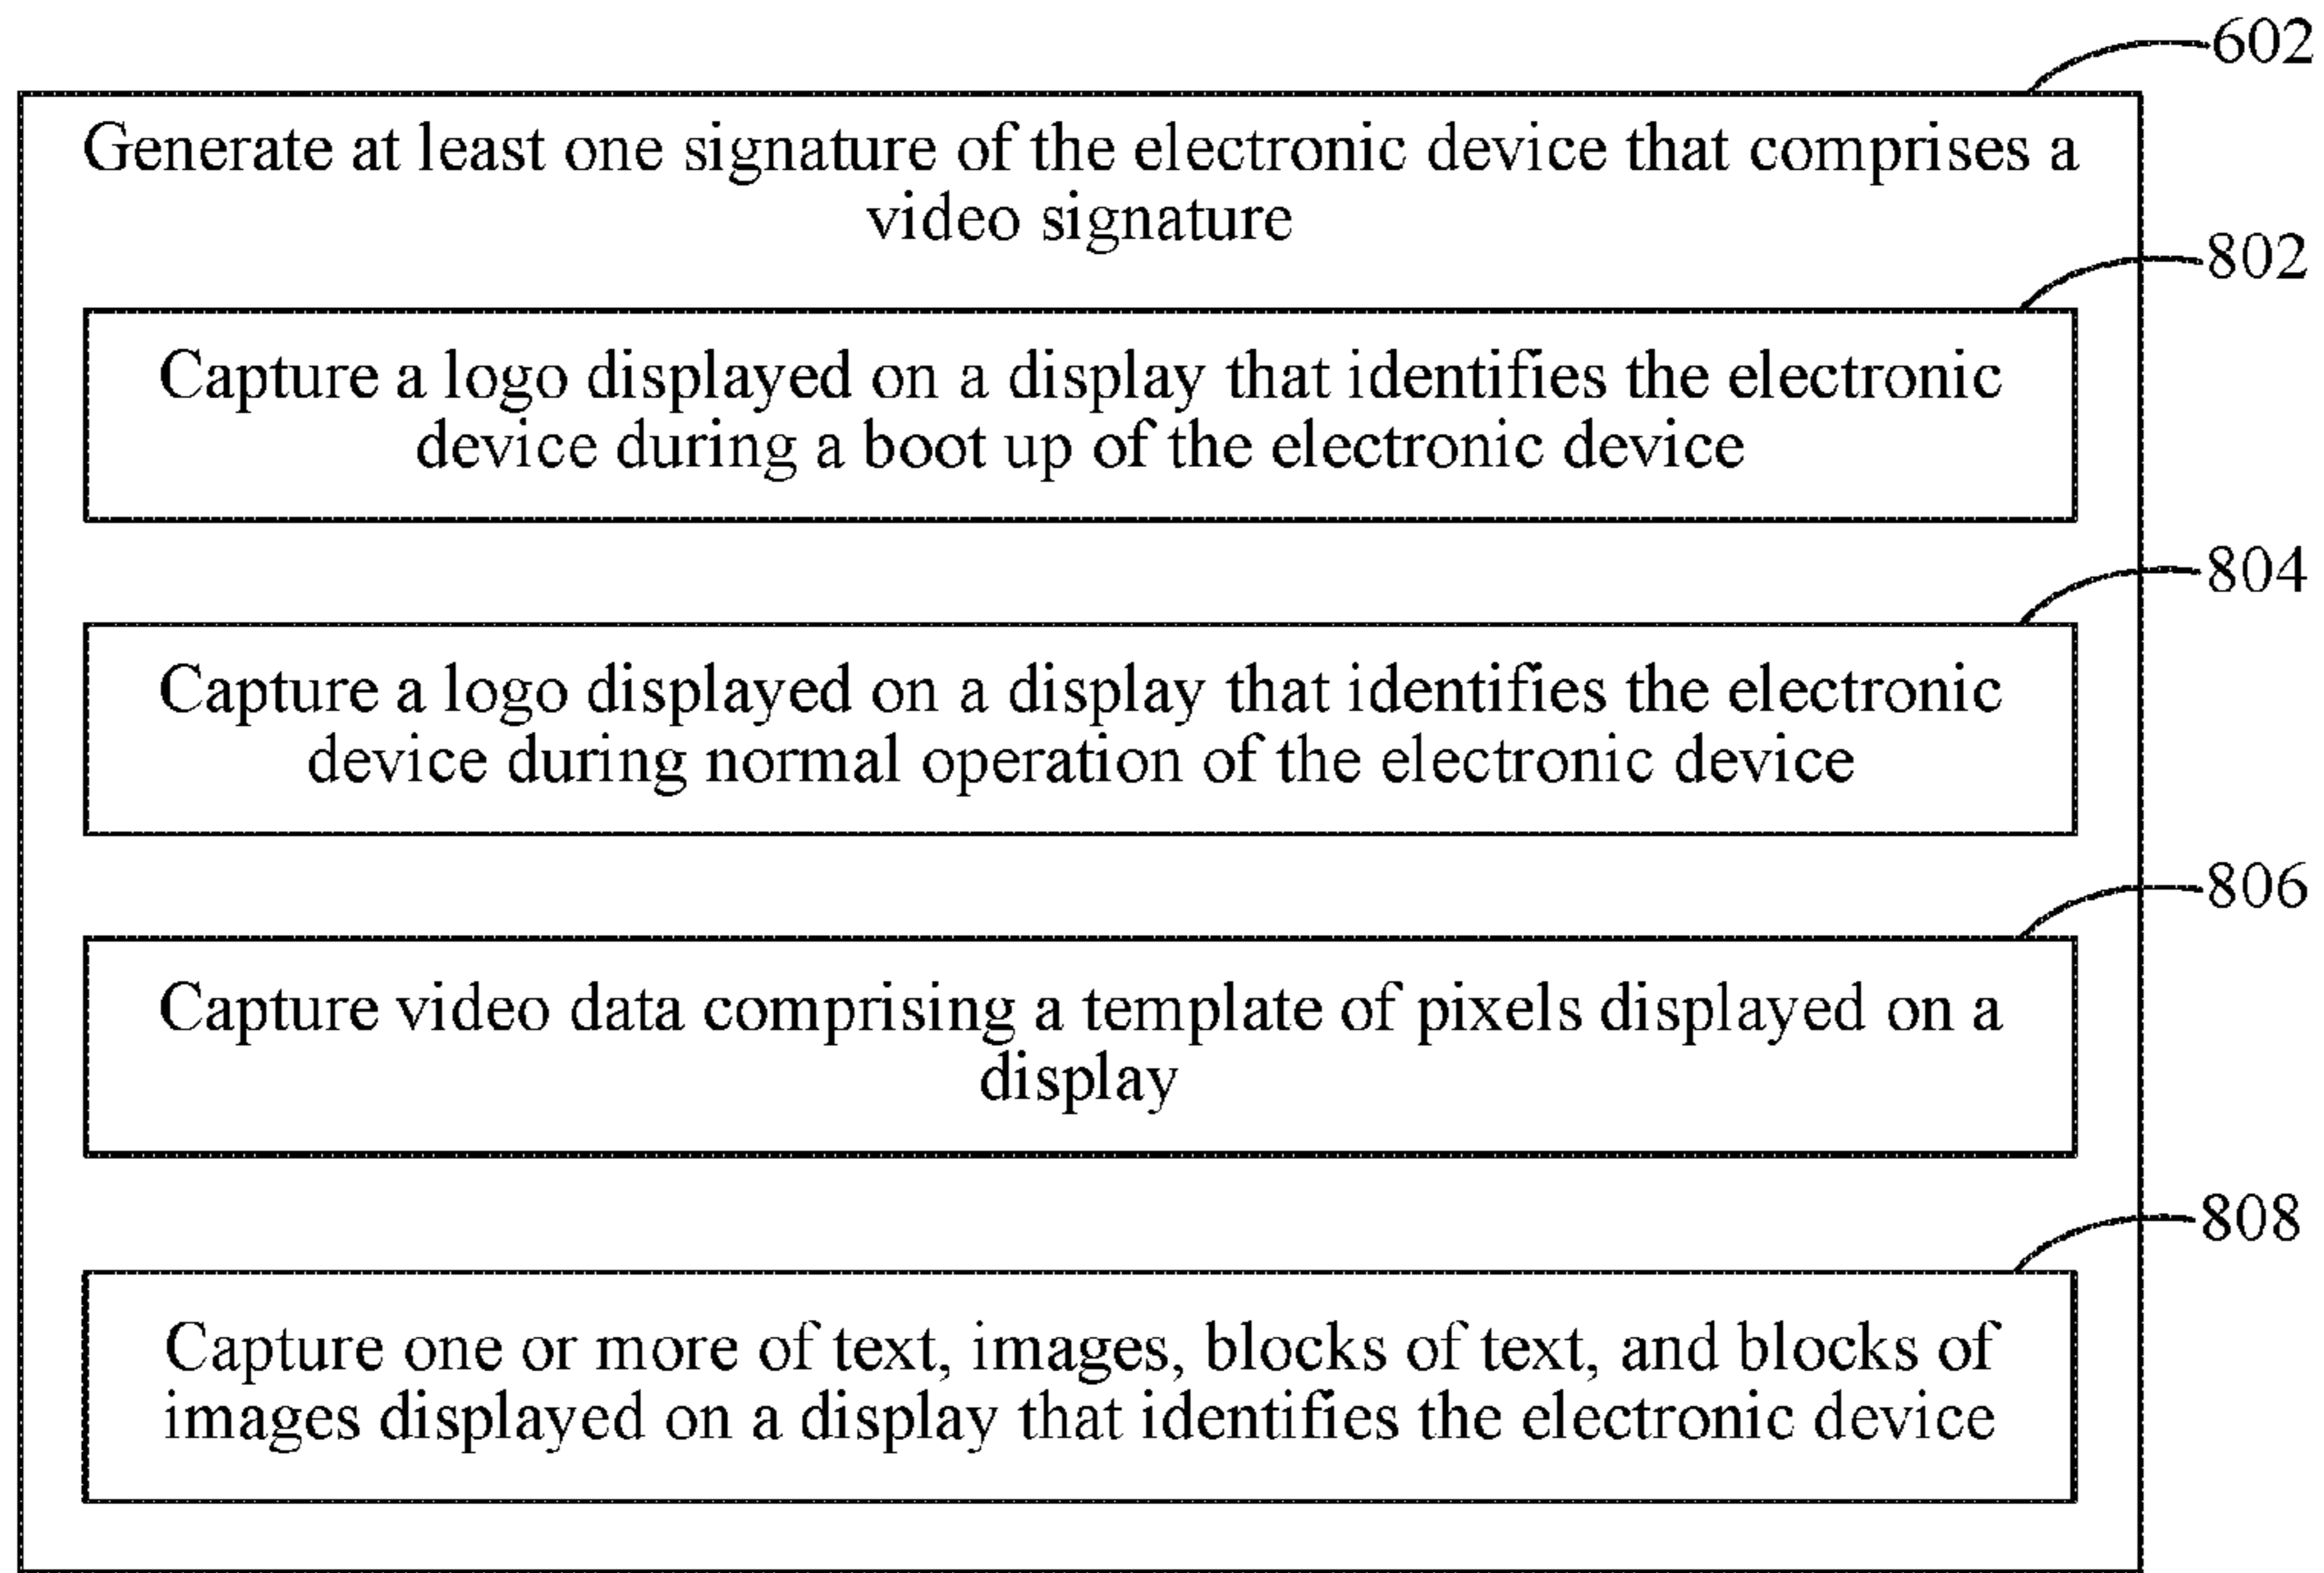 602
Generate at least one signature of the electronic device that comprises a
video signature
802
Capture a logo displayed on a display that identifies the electronic
device during a boot up of the electronic device
804
Capture a logo displayed on a display that identifies the electronic
device during normal operation of the electronic device
806
Capture video data comprising a template of pixels displayed on a
display
808
Capture one or more of text, images, blocks of text, and blocks of
images displayed on a display that identifies the electronic device